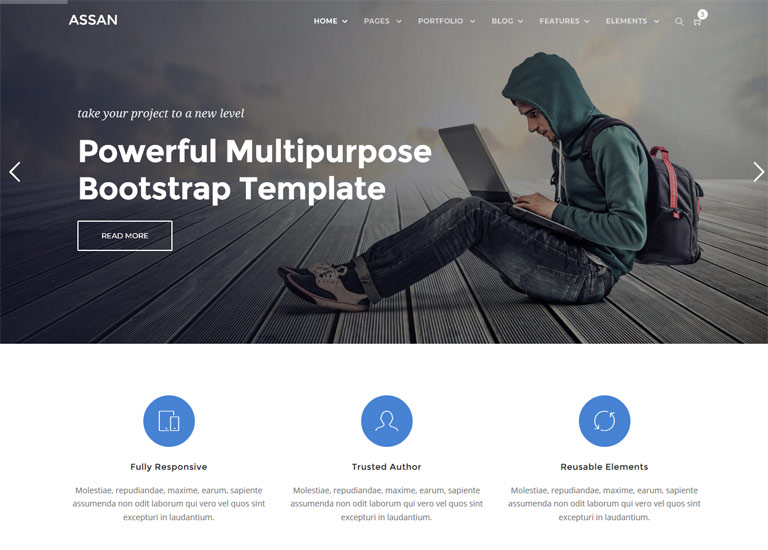 ASSAN
HOME PAGES PORTFOLIO BLOG FEATURES ELEMENTS 3
take your project to a new level
Powerful Multipurpose
Bootstrap Template
READ MORE
Fully Responsive
Molestiae, repudiandae, maxime, earum, sapiente
assumenda non odit laborum qui vero vel quos sint
excepturi in laudantium.
Trusted Author
Molestiae, repudiandae, maxime, earum, sapiente
assumenda non odit laborum qui vero vel quos sint
excepturi in laudantium.
Reusable Elements
Molestiae, repudiandae, maxime, earum, sapiente
assumenda non odit laborum qui vero vel quos sint
excepturi in laudantium.